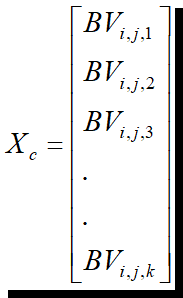 BV_{i,j,1}
BV_{i,j,2}
BV_{i,j,3}
X_c =
.
.
BV_{i,j,k}